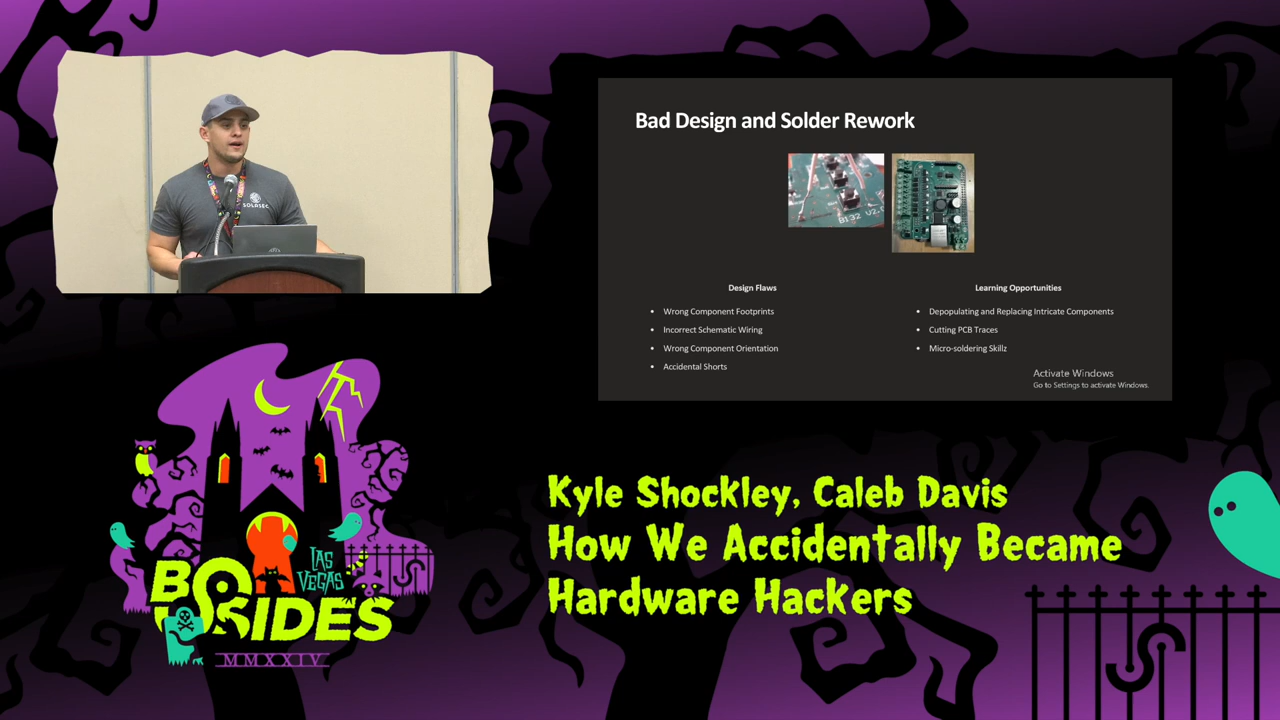 SOLASEC
Bad Design and Solder Rework
B132 V2.
Design Flaws
• Wrong Component Footprints
• Incorrect Schematic Wiring
• Wrong Component Orientation
• Accidental Shorts
Learning Opportunities
• Depopulating and Replacing Intricate Components
• Cutting PCB Traces
• Micro-soldering Skillz
Activate Windows
Go to Settings to activate Windows.
Kyle Shockley, Caleb Davis
How We Accidentally Became
Hardware Hackers
LAS
VEGAS
BSIDES
MMXXIV